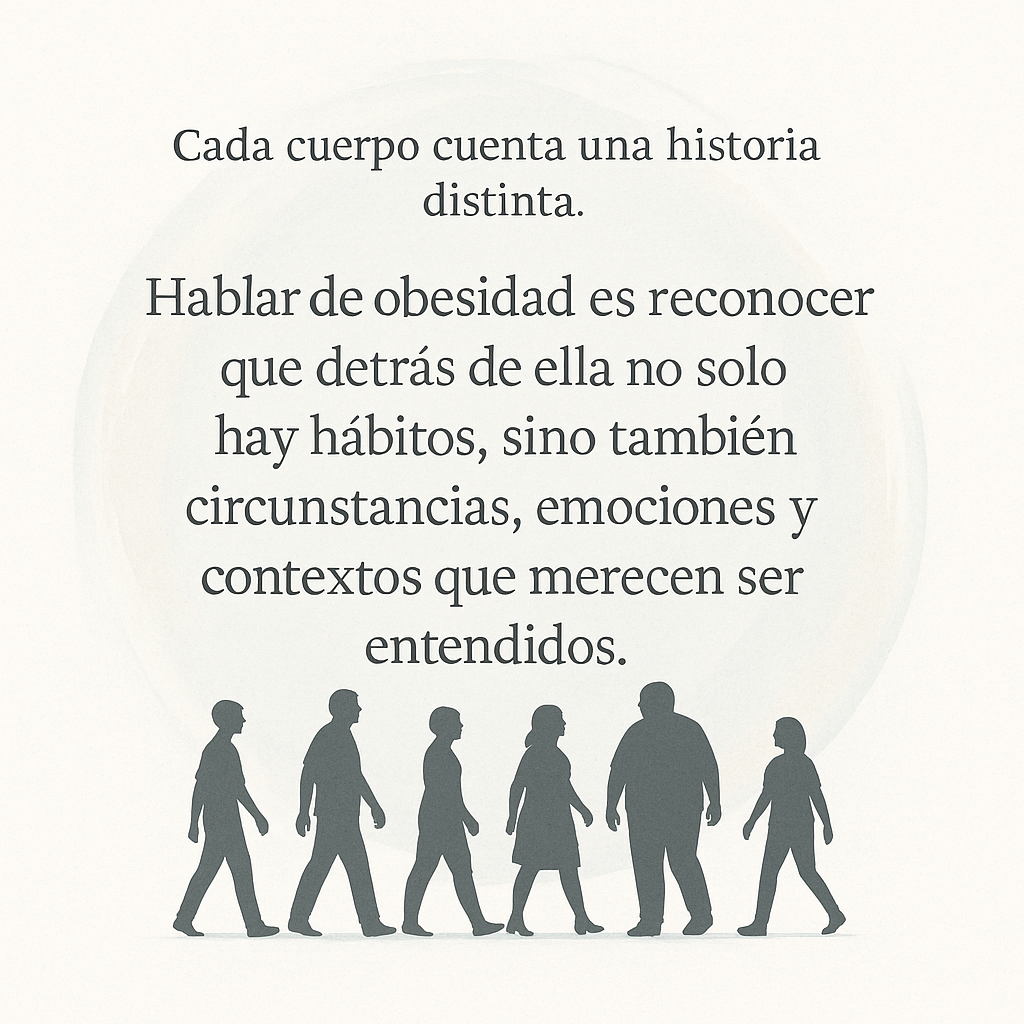 Cada cuerpo cuenta una historia
distinta.
Hablar de obesidad es reconocer
que detrás de ella no solo
hay hábitos, sino también
circunstancias, emociones y
contextos que merecen ser
entendidos.